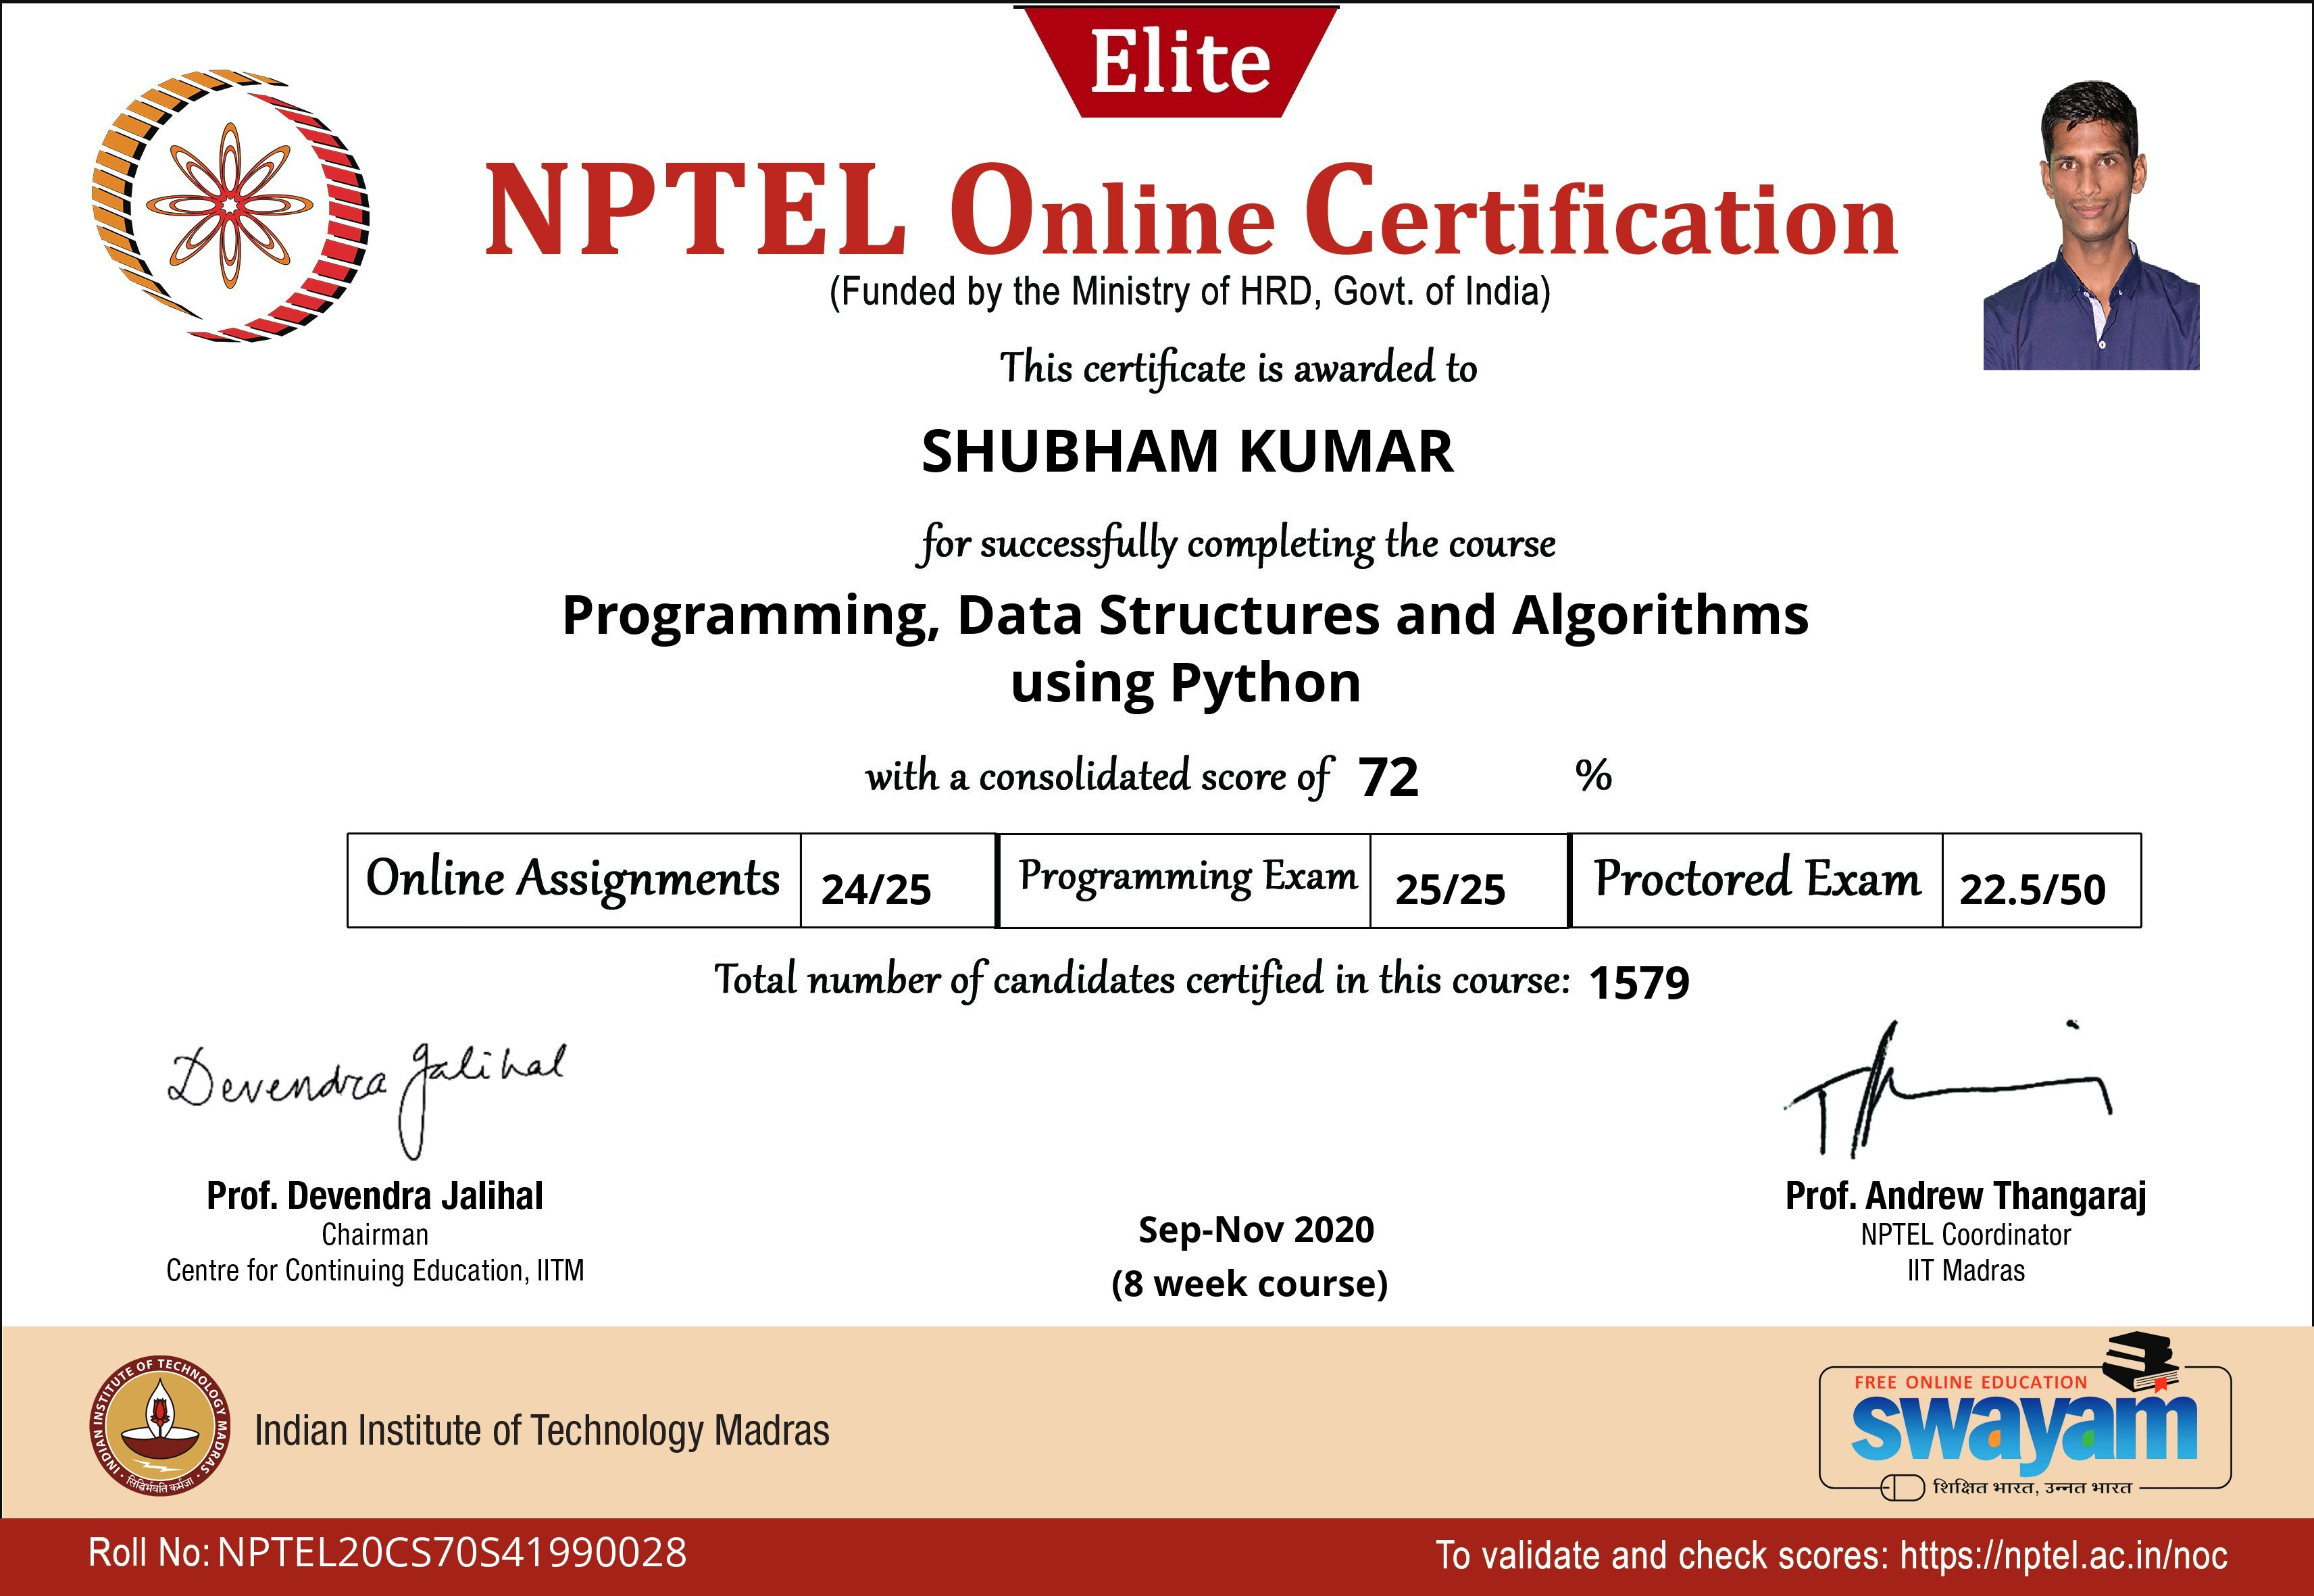 Elite
NPTEL Online Certification
(Funded by the Ministry of HRD, Govt. of India)
This certificate is awarded to
SHUBHAM KUMAR
for successfully completing the course
Programming, Data Structures and Algorithms
using Python
with a consolidated score of 72 %
Online Assignments 24/25 Programming Exam 25/25 Proctored Exam 22.5/50
Total number of candidates certified in this course: 1579
Devendra Jalihal
Prof. Devendra Jalihal
Chairman
Centre for Continuing Education, IITM
Sep-Nov 2020
(8 week course)
Prof. Andrew Thangaraj
NPTEL Coordinator
IIT Madras
INDIAN INSTITUTE OF TECHNOLOGY MADRAS
सिद्धिर्भवति कर्मजा
Indian Institute of Technology Madras
FREE ONLINE EDUCATION
swayam
शिक्षित भारत, उन्नत भारत
Roll No: NPTEL20CS70S41990028
To validate and check scores: https://nptel.ac.in/noc